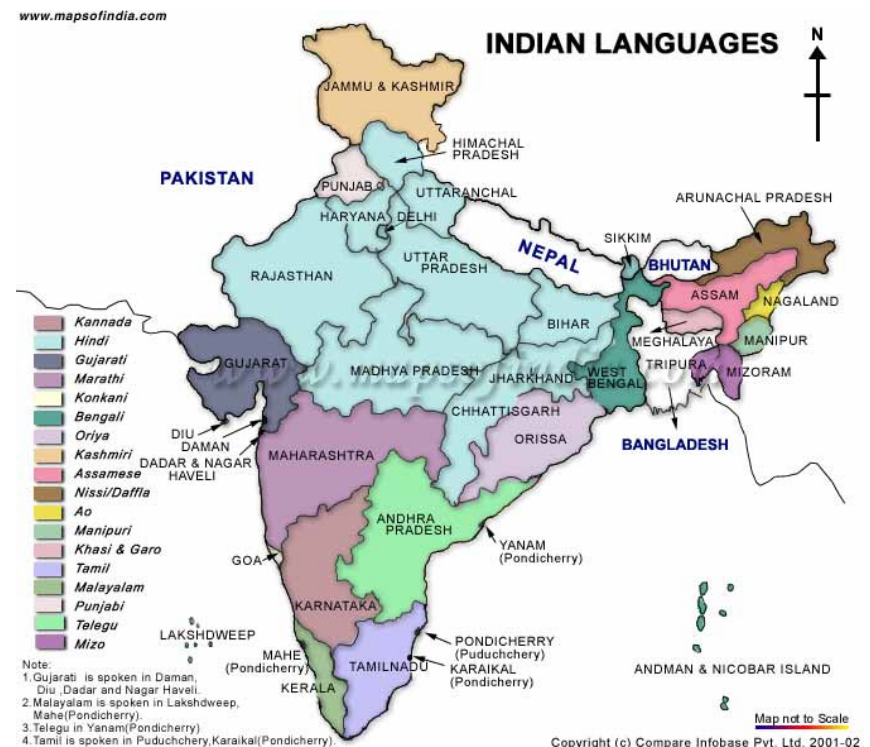 www.mapsofindia.com
INDIAN LANGUAGES
N
JAMMU & KASHMIR
HIMACHAL
PRADESH
PAKISTAN
PUNJAB
UTTARANCHAL
ARUNACHAL PRADESH
HARYANA
DELHI
SIKKIM
NEPAL
BHUTAN
UTTAR
PRADESH
RAJASTHAN
ASSAM
NAGALAND
BIHAR
MEGHALAYA
MANIPUR
GUJARAT
MADHYA PRADESH
JHARKHAND
WEST
BENGAL
TRIPURA
MIZORAM
CHHATTISGARH
DIU
DAMAN
DADAR & NAGAR
HAVELI
MAHARASHTRA
ORISSA
BANGLADESH
ANDHRA
PRADESH
YANAM
(Pondicherry)
GOA
KARNATAKA
LAKSHDWEEP
MAHE
(Pondicherry)
KERALA
TAMILNADU
PONDICHERRY
(Puduchery)
KARAIKAL
(Pondicherry)
ANDMAN & NICOBAR ISLAND
Kannada
Hindi
Gujarati
Marathi
Konkani
Bengali
Oriya
Kashmiri
Assamese
Nissi/Daffla
Ao
Manipuri
Khasi & Garo
Tamil
Malayalam
Punjabi
Telegu
Mizo
Note:
1.Gujarati is spoken in Daman,
Diu ,Dadar and Nagar Haveli.
2.Malayalam is spoken in Lakshdweep,
Mahe(Pondicherry).
3.Telegu in Yanam(Pondicherry)
4.Tamil is spoken in Puduchchery,Karaikal(Pondicherry).
Map not to Scale
Copyright (c) Compare Infobase Pvt. Ltd. 2001-02